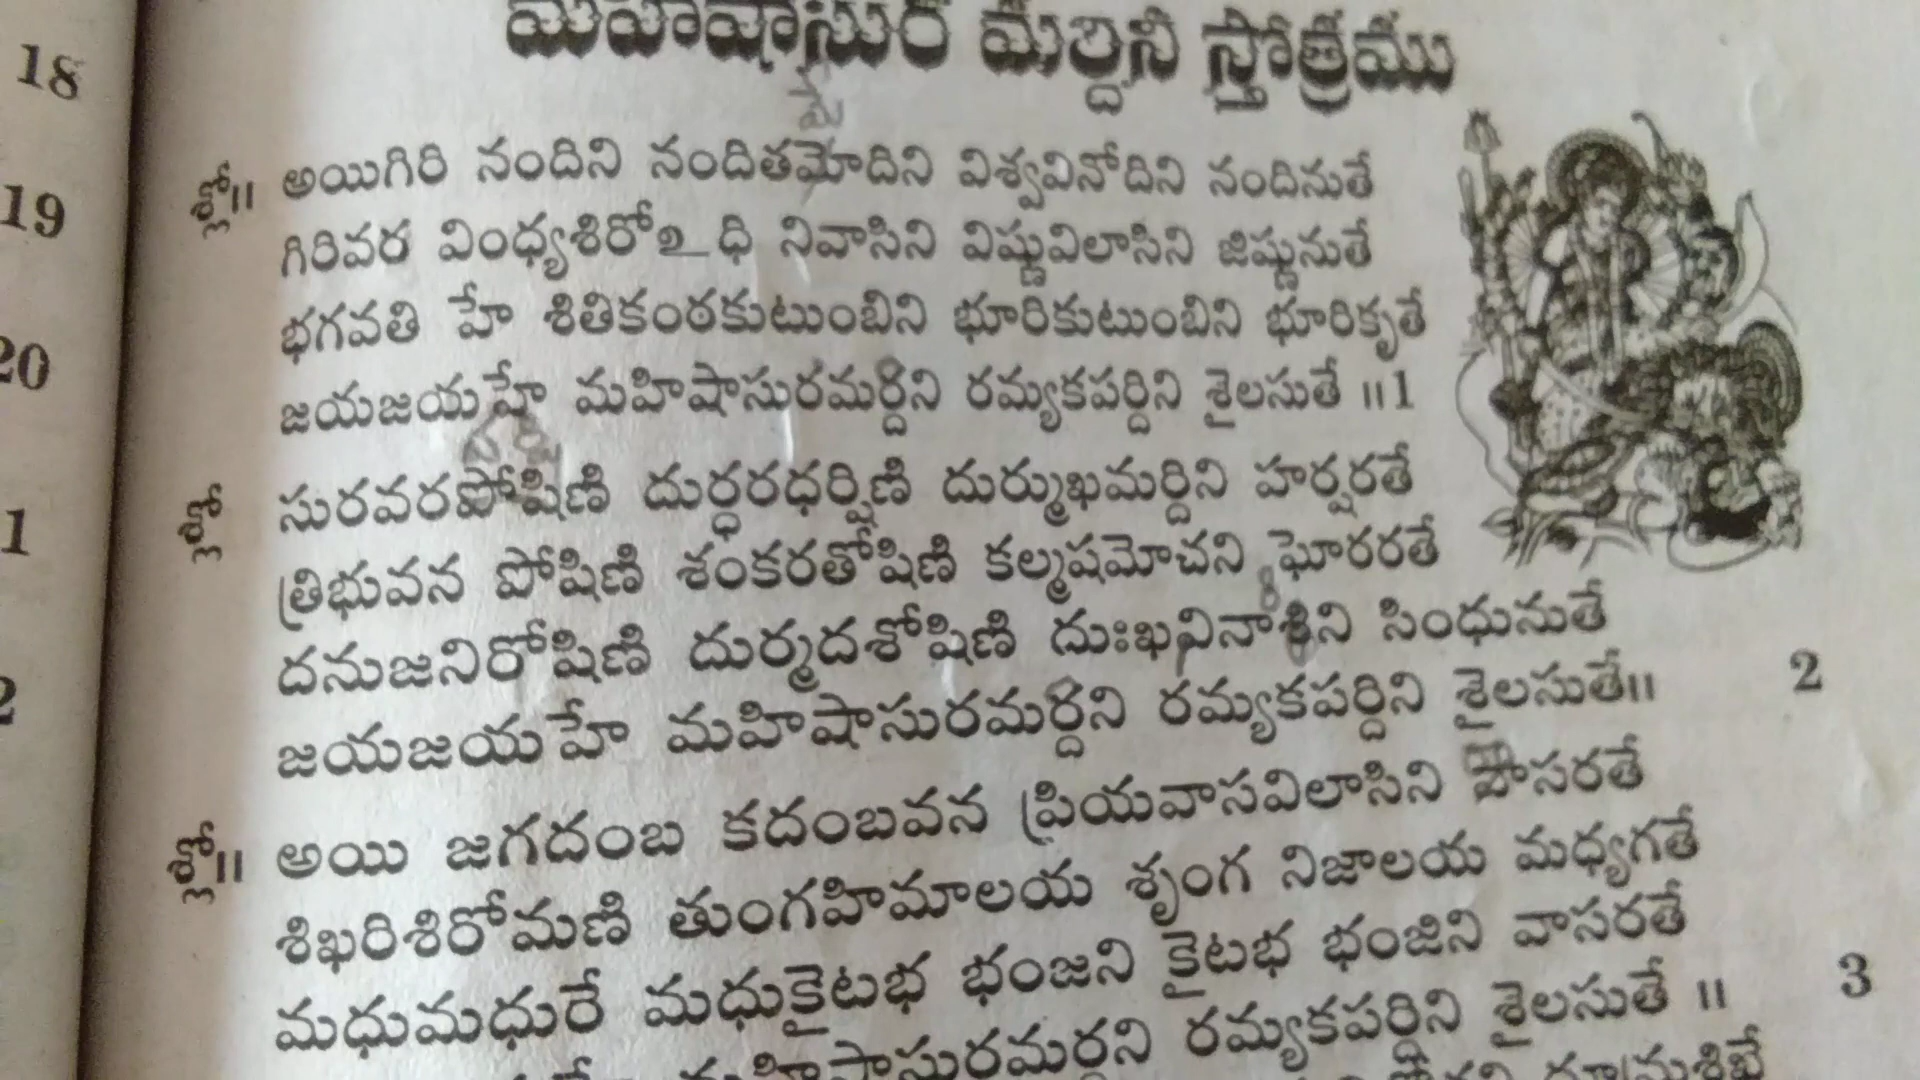 18
19
20
1
2
మహిషాసుర మర్దిని స్తోత్రము
శ్లో॥ అయిగిరి నందిని నందితమోదిని విశ్వవినోదిని నందినుతే
గిరివర వింధ్యశిరోఽధి నివాసిని విష్ణువిలాసిని జిష్ణునుతే
భగవతి హే శితికంఠకుటుంబిని భూరికుటుంబిని భూరికృతే
జయజయహే మహిషాసురమర్దిని రమ్యకపర్దిని శైలసుతే ॥1
శ్లో సురవరపోషిణి దుర్ధరధర్షిణి దుర్ముఖమర్దిని హర్షరతే
త్రిభువన పోషిణి శంకరతోషిణి కల్మషమోచని ఘోరరతే
దనుజనిరోషిణి దుర్మదశోషిణి దుఃఖవినాశిని సింధునుతే
జయజయహే మహిషాసురమర్దని రమ్యకపర్దిని శైలసుతే॥ 2
శ్లో॥ అయి జగదంబ కదంబవన ప్రియవాసవిలాసిని వాసరతే
శిఖరిశిరోమణి తుంగహిమాలయ శృంగ నిజాలయ మధ్యగతే
మధుమధురే మధుకైటభ భంజని కైటభ భంజిని వాసరతే
మహిషాసురమర్దని రమ్యకపర్దిని శైలసుతే ॥ 3